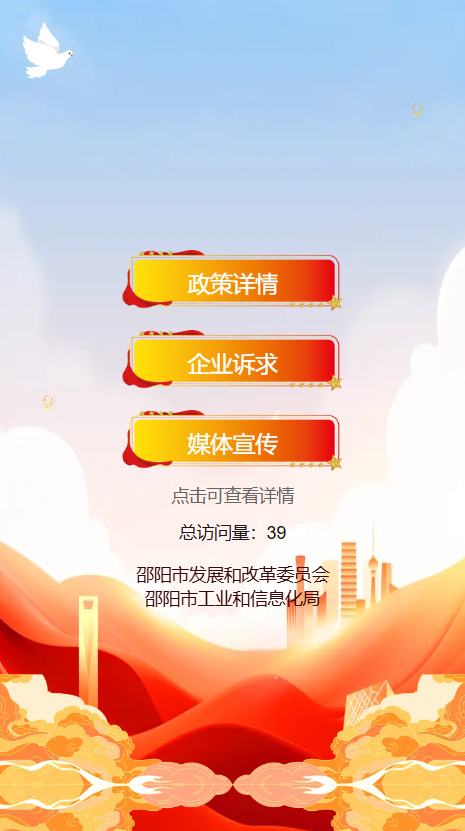 政策详情
企业诉求
媒体宣传
点击可查看详情
总访问量：39
邵阳市发展和改革委员会
邵阳市工业和信息化局